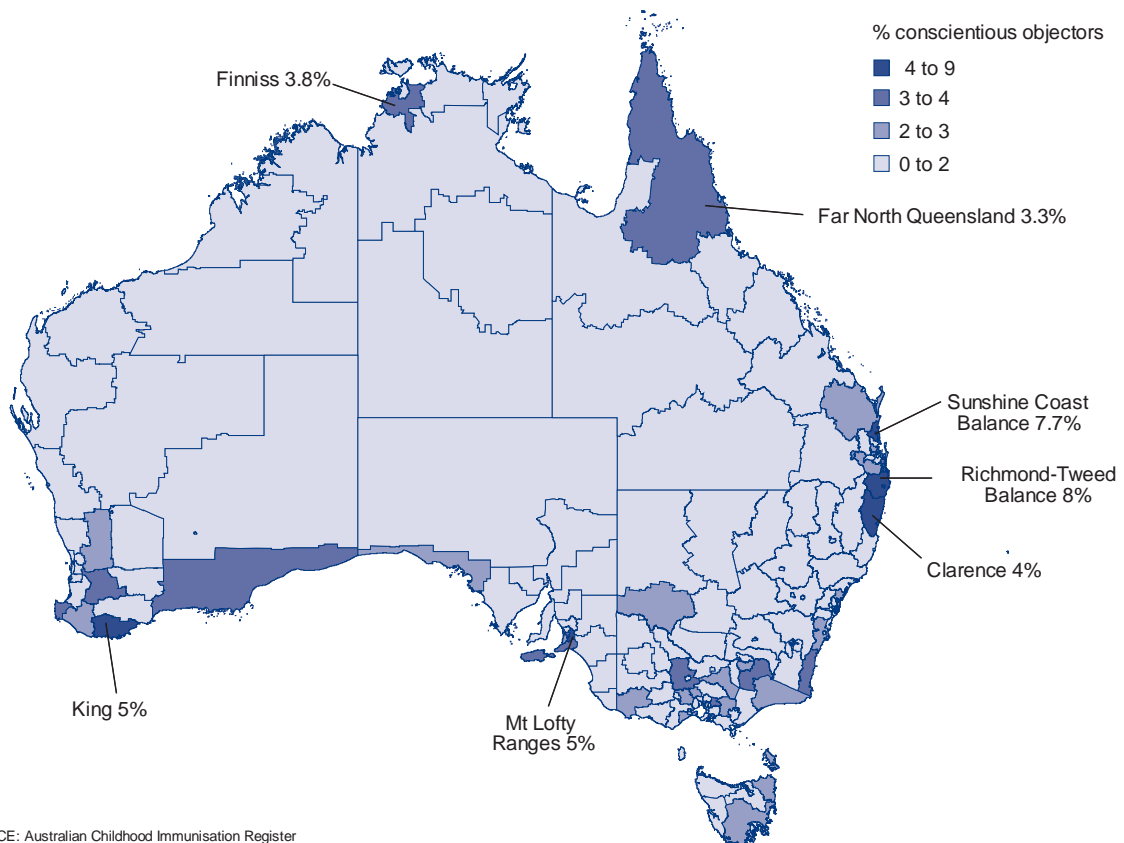 % conscientious objectors
4 to 9
3 to 4
2 to 3
0 to 2
Finniss 3.8%
Far North Queensland 3.3%
Sunshine Coast
Balance 7.7%
Richmond-Tweed
Balance 8%
Clarence 4%
King 5%
Mt Lofty
Ranges 5%
CE: Australian Childhood Immunisation Register